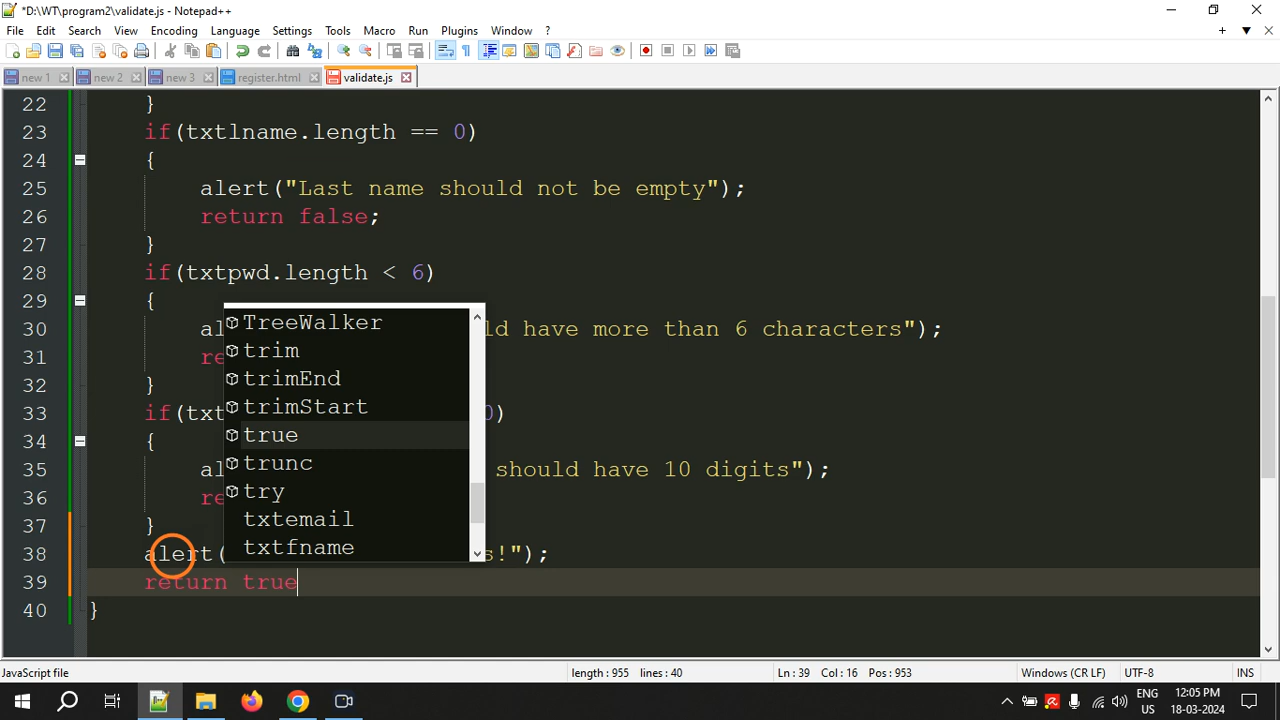 *D:\WT\program2\validate.js - Notepad++
File Edit Search View Encoding Language Settings Tools Macro Run Plugins Window ?
new 1 new 2 new 3 register.html validate.js
22 }
23 if(txtlname.length == 0)
24 {
25 alert("Last name should not be empty");
26 return false;
27 }
28 if(txtpwd.length < 6)
29 {
30 al ld have more than 6 characters");
31 re
32 }
33 if(txt 0)
34 {
35 al should have 10 digits");
36 re
37 }
38 alert( s!");
39 return true
40 }
TreeWalker
trim
trimEnd
trimStart
true
trunc
try
txtemail
txtfname
JavaScript file length : 955 lines : 40 Ln : 39 Col : 16 Pos : 953 Windows (CR LF) UTF-8 INS
ENG US 12:05 PM 18-03-2024